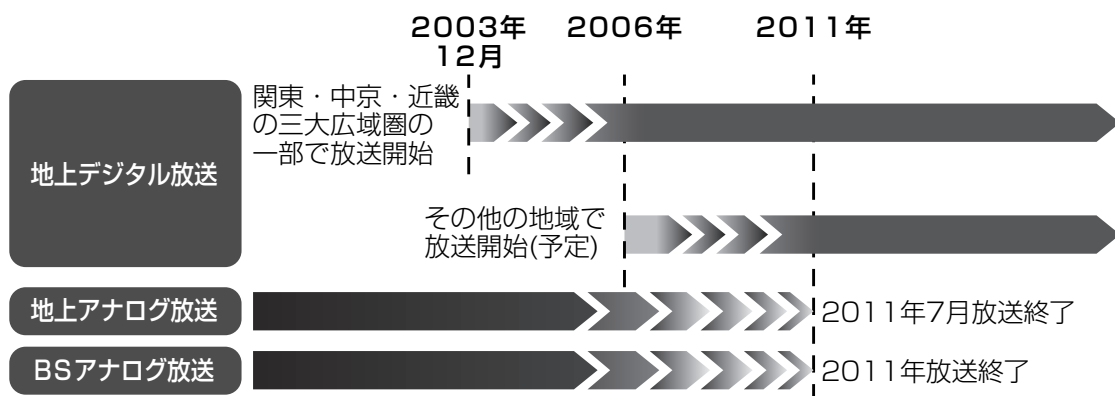 2003年
12月
2006年
2011年
地上デジタル放送
関東・中京・近畿
の三大広域圏の
一部で放送開始
その他の地域で
放送開始(予定)
地上アナログ放送
2011年7月放送終了
BSアナログ放送
2011年放送終了